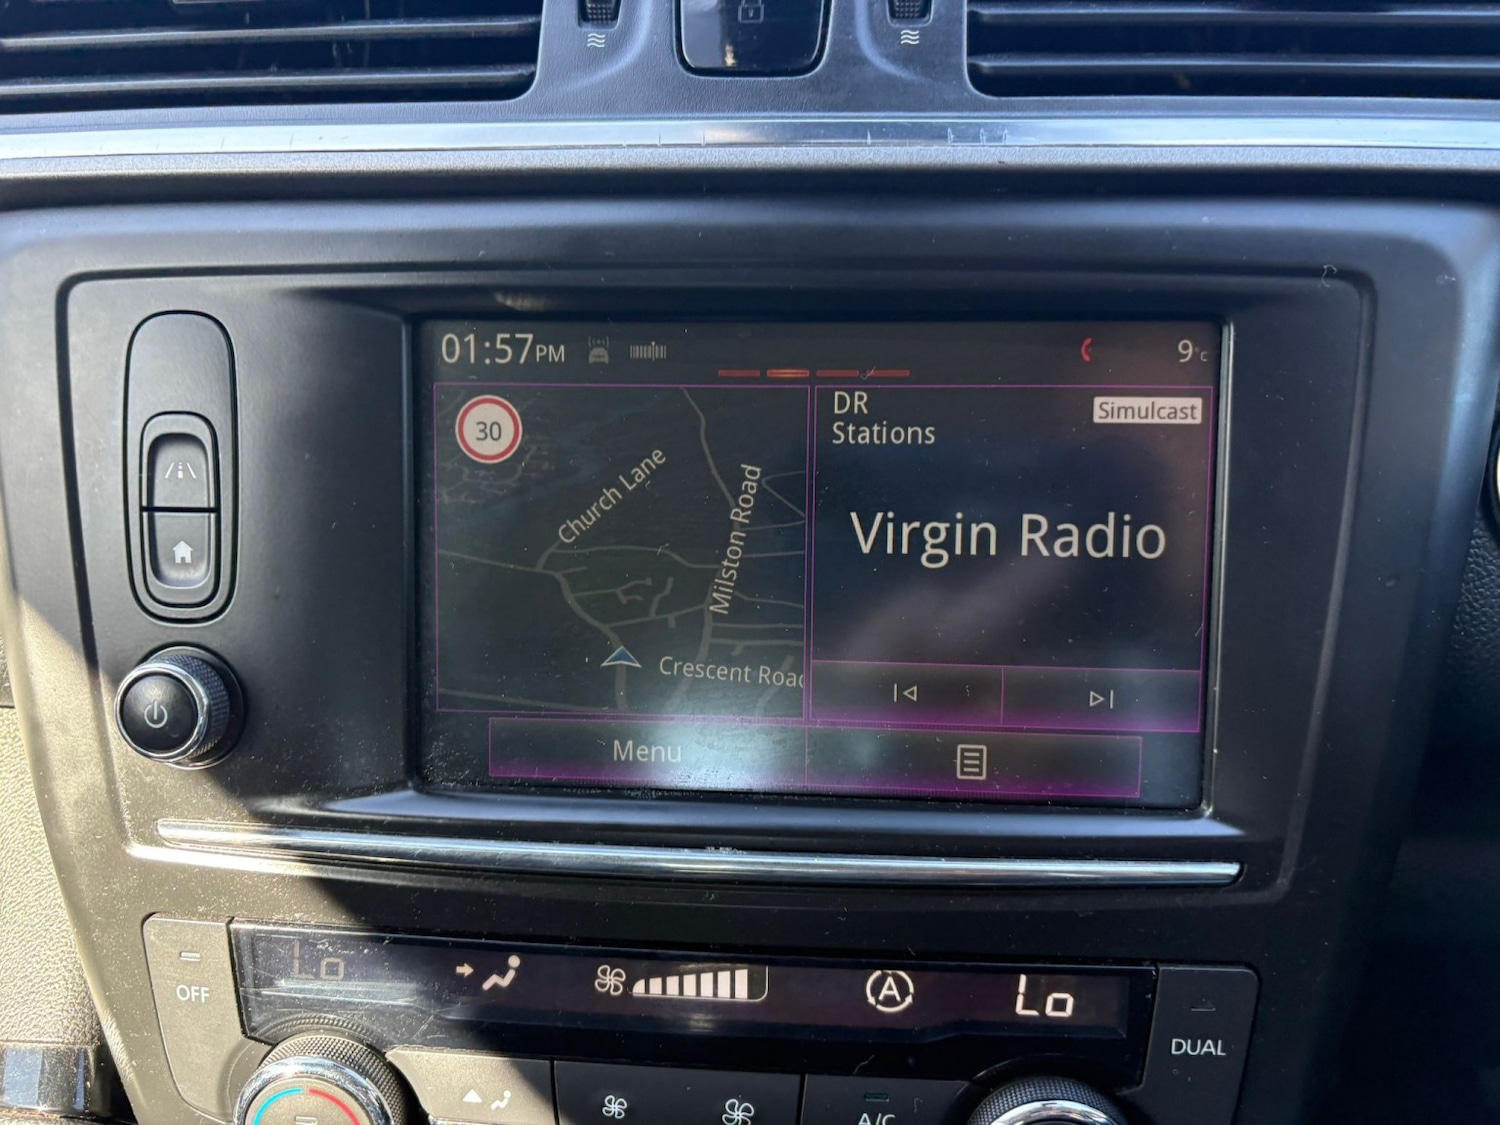 01:57PM
9°C
30
Church Lane
Milston Road
Crescent Roa
DR
Stations
Simulcast
Virgin Radio
Menu
Lo
A
Lo
OFF
DUAL
A/C